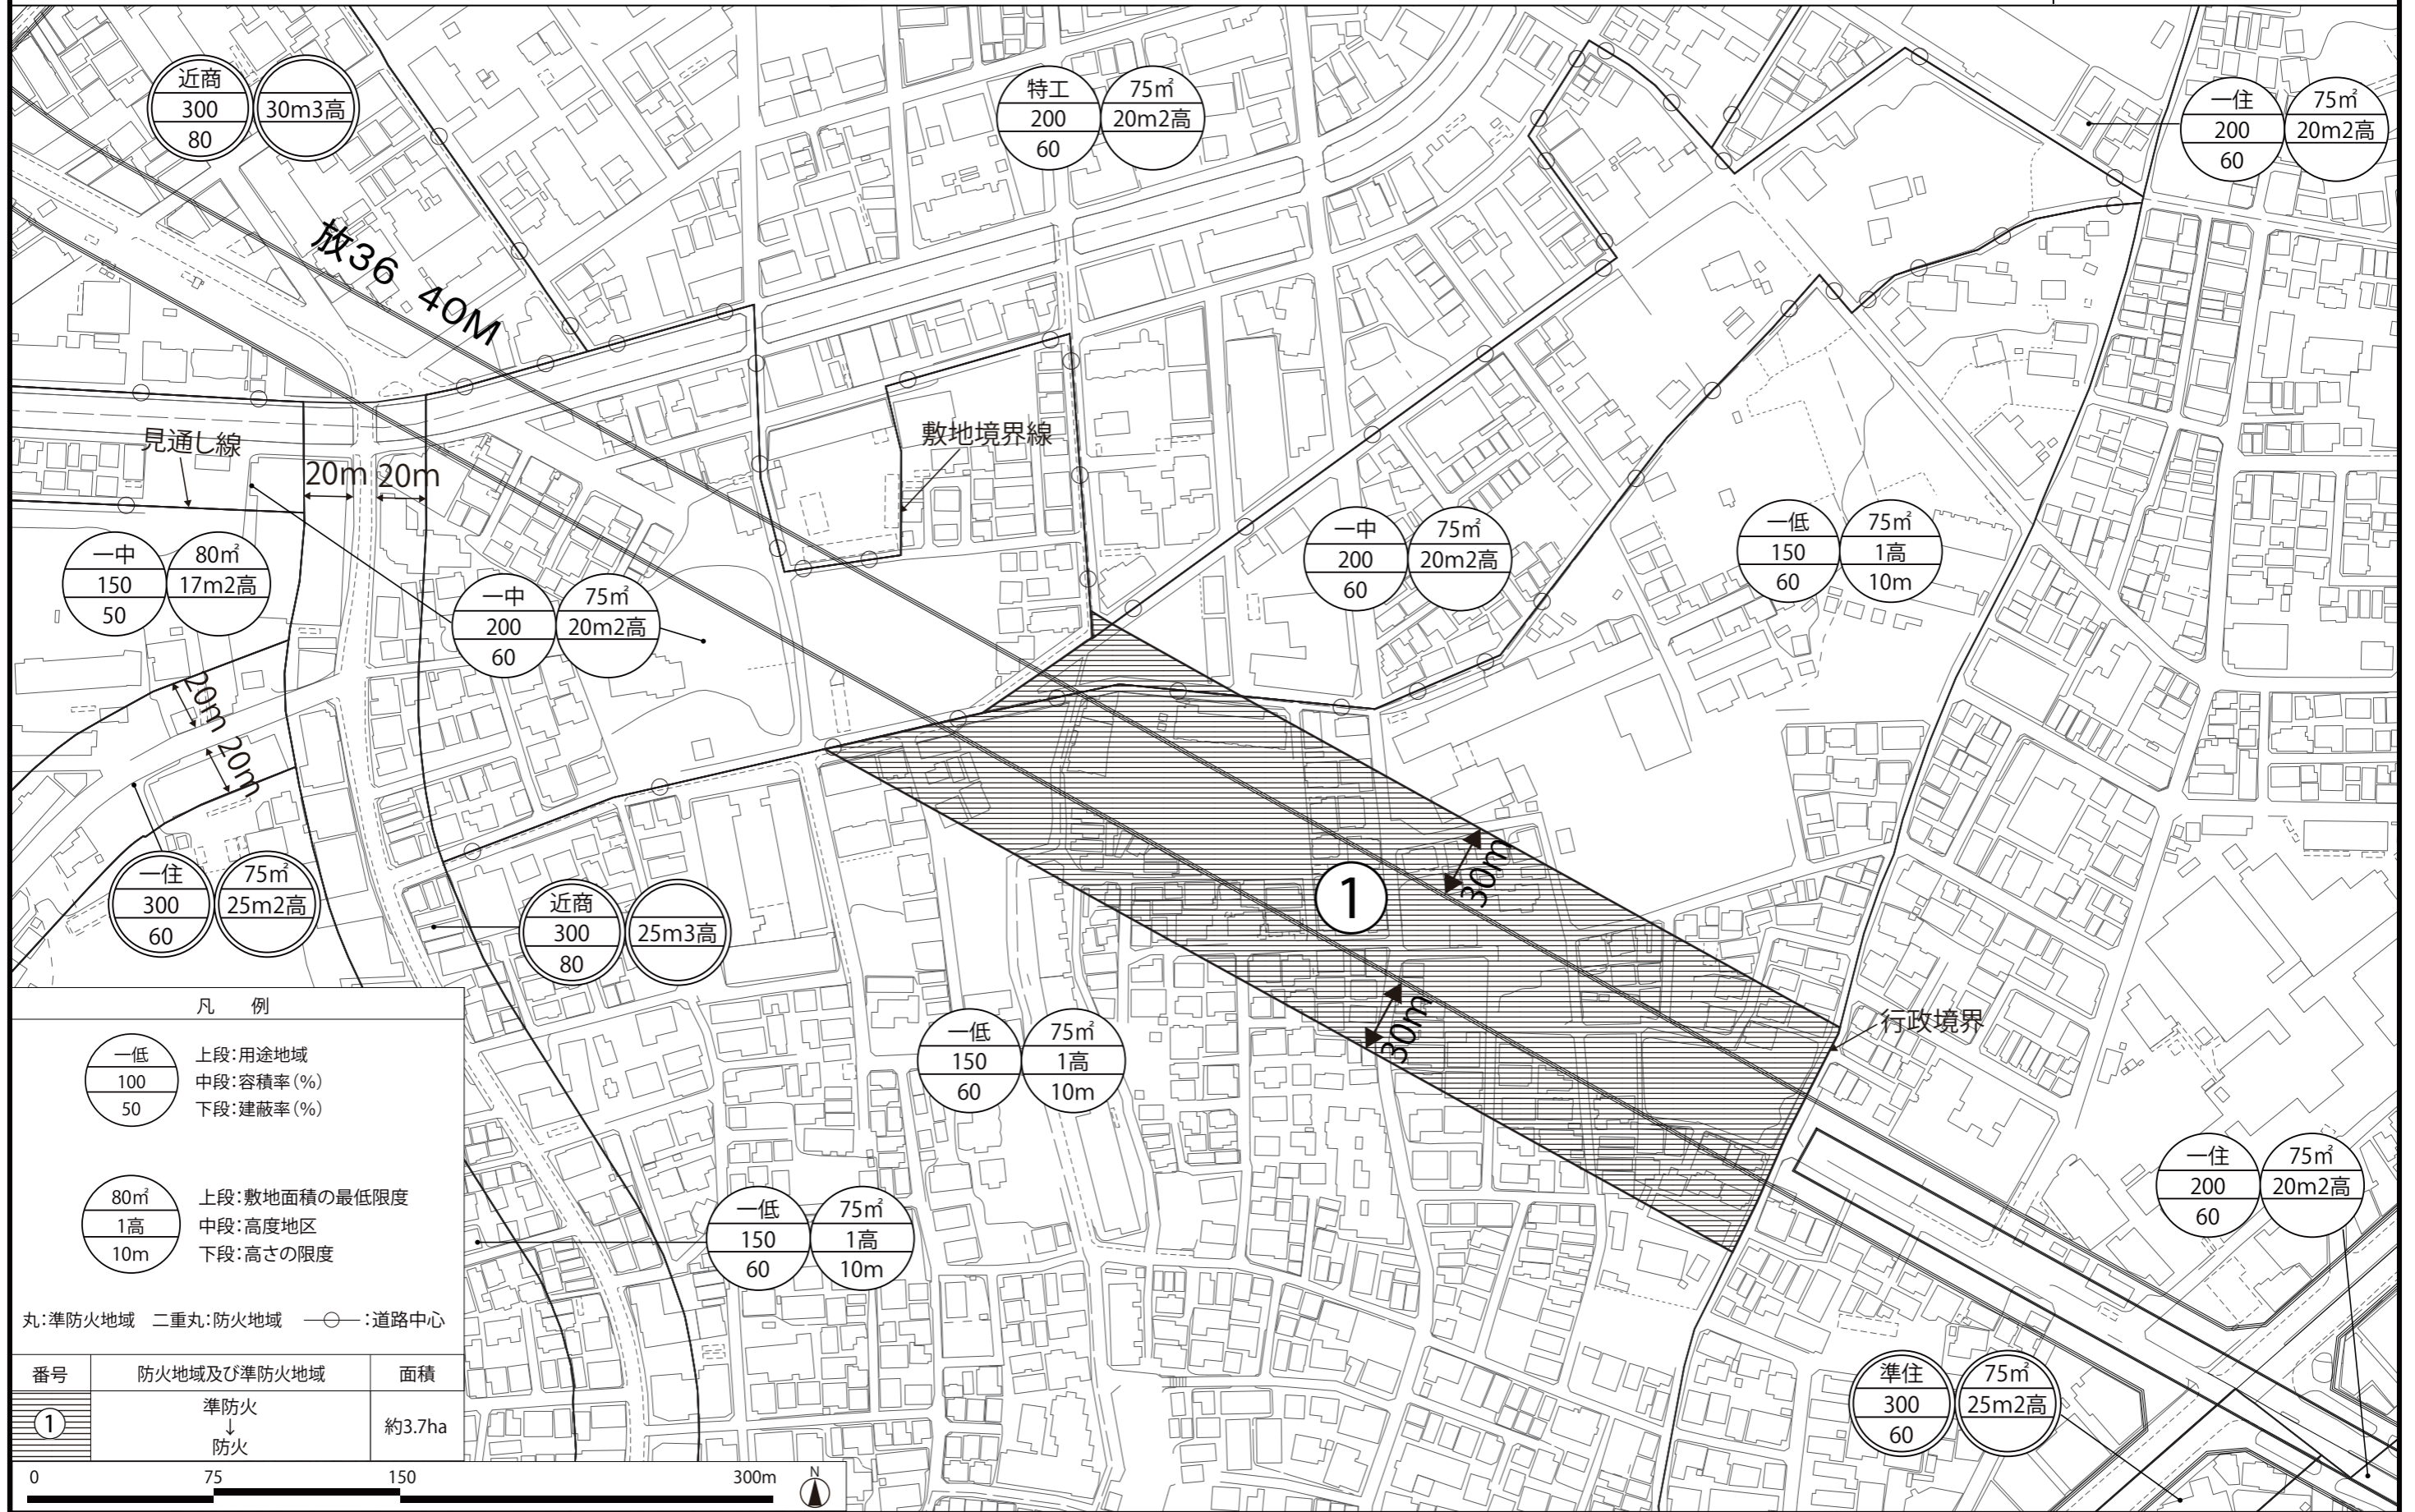 近商
300
80
30m3高
特工
200
60
75㎡
20m2高
一住
200
60
75㎡
20m2高
放36 40M
見通し線
20m 20m
敷地境界線
一中
150
50
80㎡
17m2高
一中
200
60
75㎡
20m2高
一中
200
60
75㎡
20m2高
一低
150
60
75㎡
1高
10m
20m
20m
一住
300
60
75㎡
25m2高
近商
300
80
25m3高
1
30m
30m
行政境界
一低
150
60
75㎡
1高
10m
一低
150
60
75㎡
1高
10m
一住
200
60
75㎡
20m2高
準住
300
60
75㎡
25m2高
凡 例
一低
100
50
上段:用途地域
中段:容積率(%)
下段:建蔽率(%)
80㎡
1高
10m
上段:敷地面積の最低限度
中段:高度地区
下段:高さの限度
丸:準防火地域 二重丸:防火地域 :道路中心
番号 防火地域及び準防火地域 面積
1 準防火 ↓ 防火 約3.7ha
0 75 150 300m
N